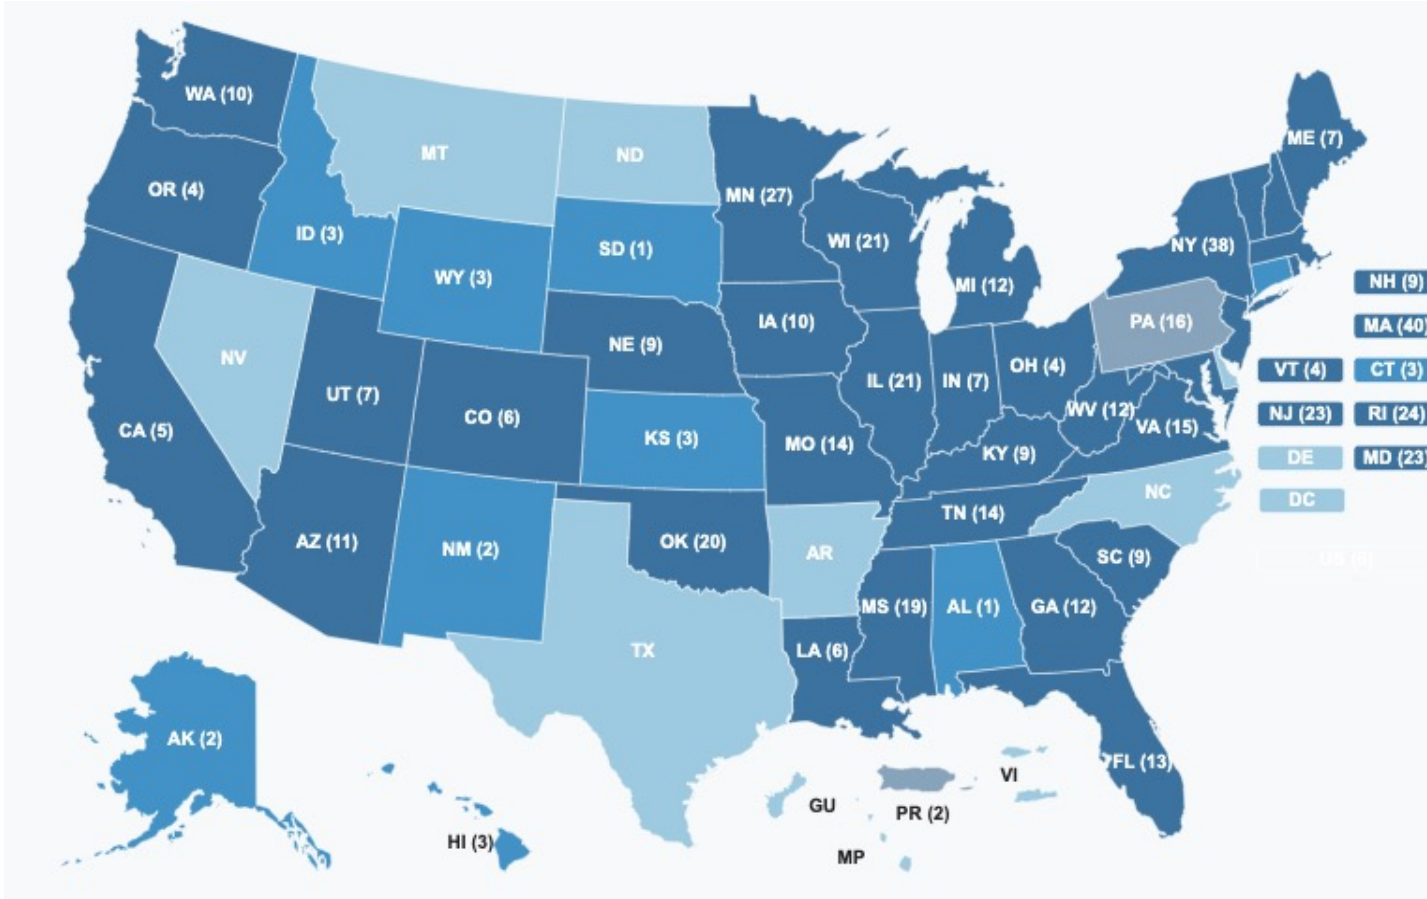 WA (10)
ME (7)
MT
ND
OR (4)
MN (27)
ID (3)
SD (1)
WI (21)
NY (38)
WY (3)
MI (12)
NH (9)
IA (10)
PA (16)
MA (40)
NE (9)
NV
OH (4)
VT (4)
CT (3)
UT (7)
IL (21)
IN (7)
CO (6)
WV (12)
NJ (23)
RI (24)
CA (5)
KS (3)
MO (14)
VA (15)
KY (9)
DE
MD (23)
NC
DC
TN (14)
AZ (11)
NM (2)
OK (20)
AR
SC (9)
US (6)
MS (19)
AL (1)
GA (12)
TX
LA (6)
AK (2)
FL (13)
VI
GU
PR (2)
HI (3)
MP